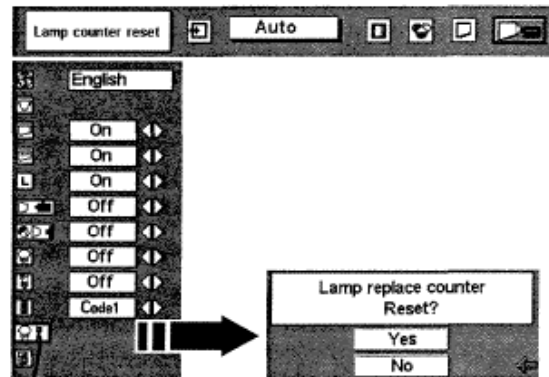 Lamp counter reset
Auto
English
On
On
L
On
Off
Off
Off
Off
Code1
Lamp replace counter
Reset?
Yes
No